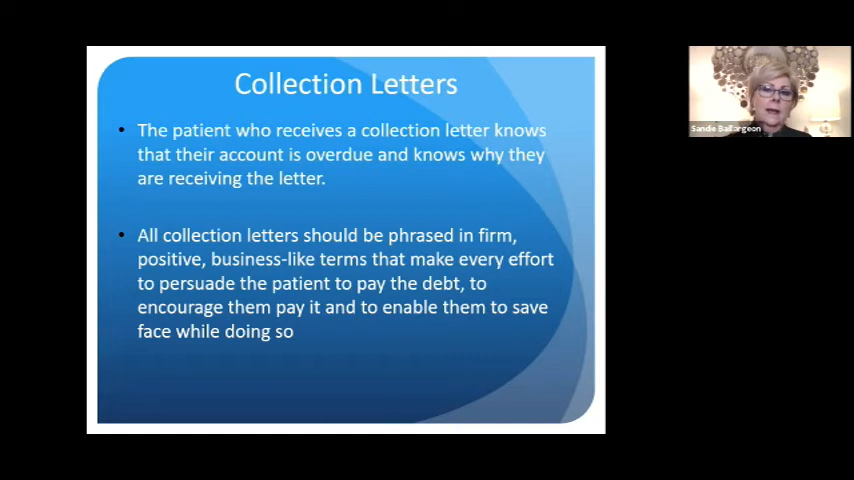 Collection Letters
• The patient who receives a collection letter knows
that their account is overdue and knows why they
are receiving the letter.
• All collection letters should be phrased in firm,
positive, business-like terms that make every effort
to persuade the patient to pay the debt, to
encourage them pay it and to enable them to save
face while doing so
Sande Baillargeon